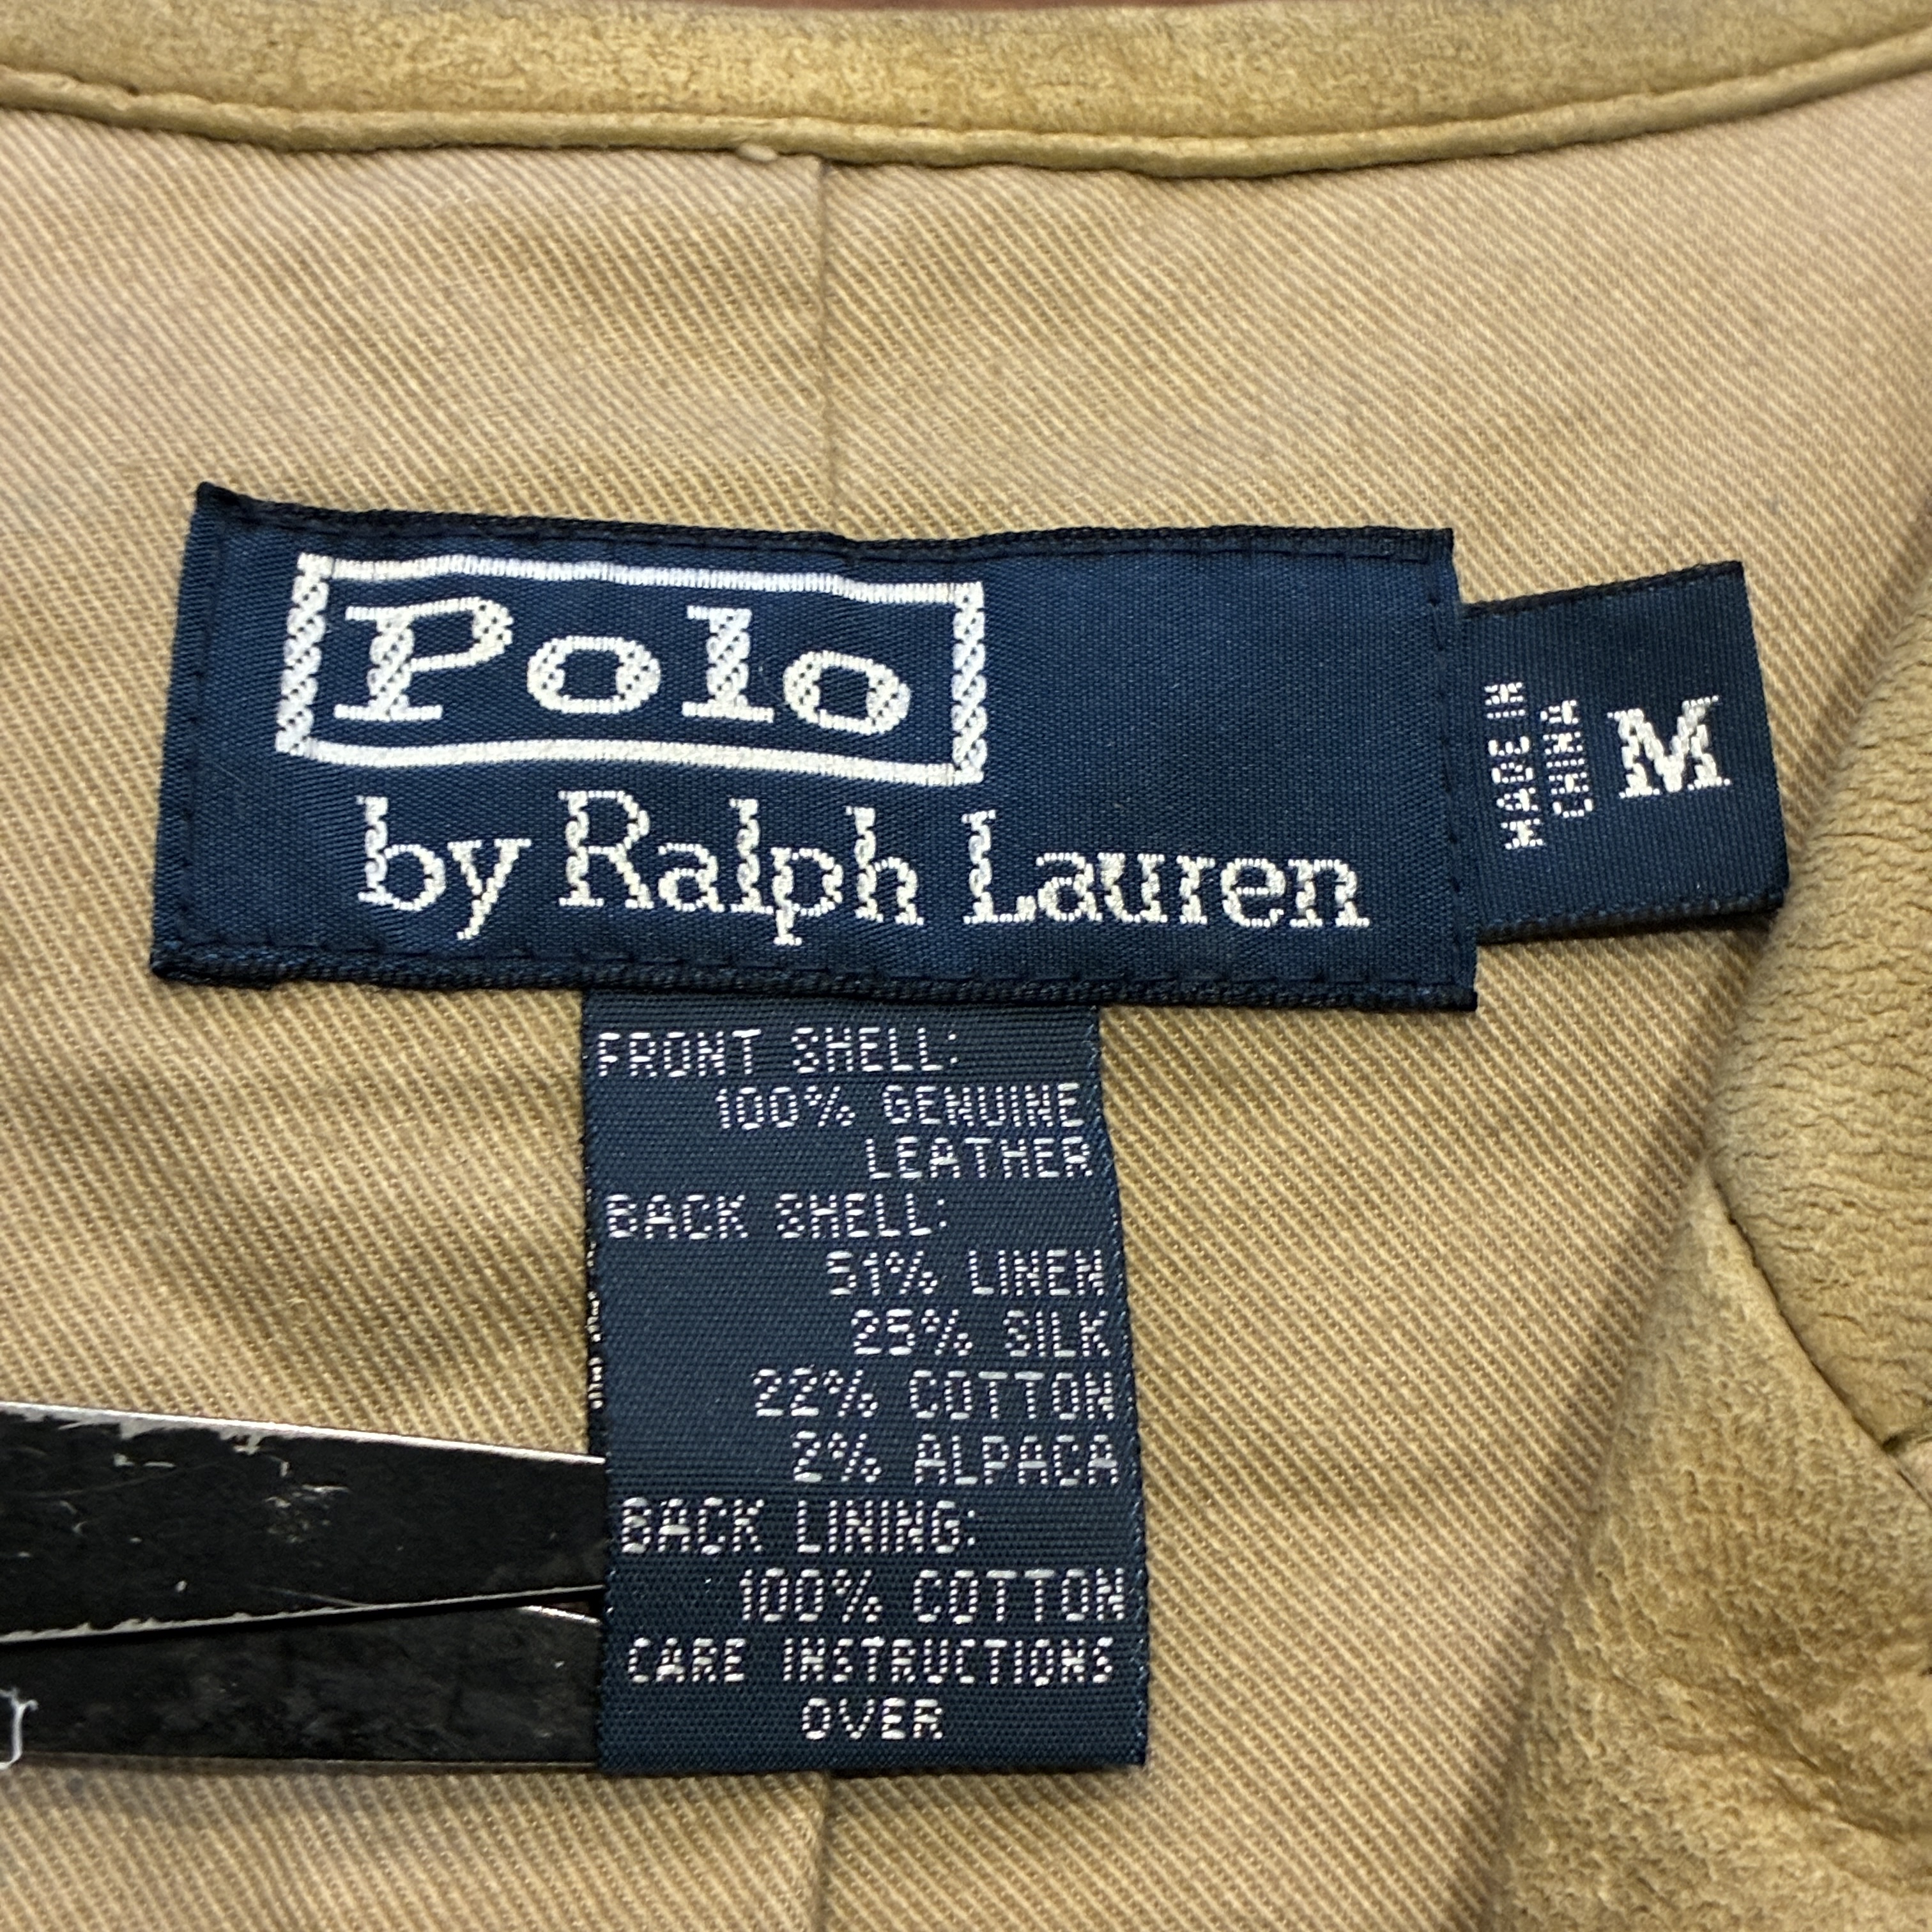 Polo
by Ralph Lauren
MADE IN
CHINA
M
FRONT SHELL:
100% GENUINE
LEATHER
BACK SHELL:
51% LINEN
25% SILK
22% COTTON
2% ALPACA
BACK LINING:
100% COTTON
CARE INSTRUCTIONS
OVER